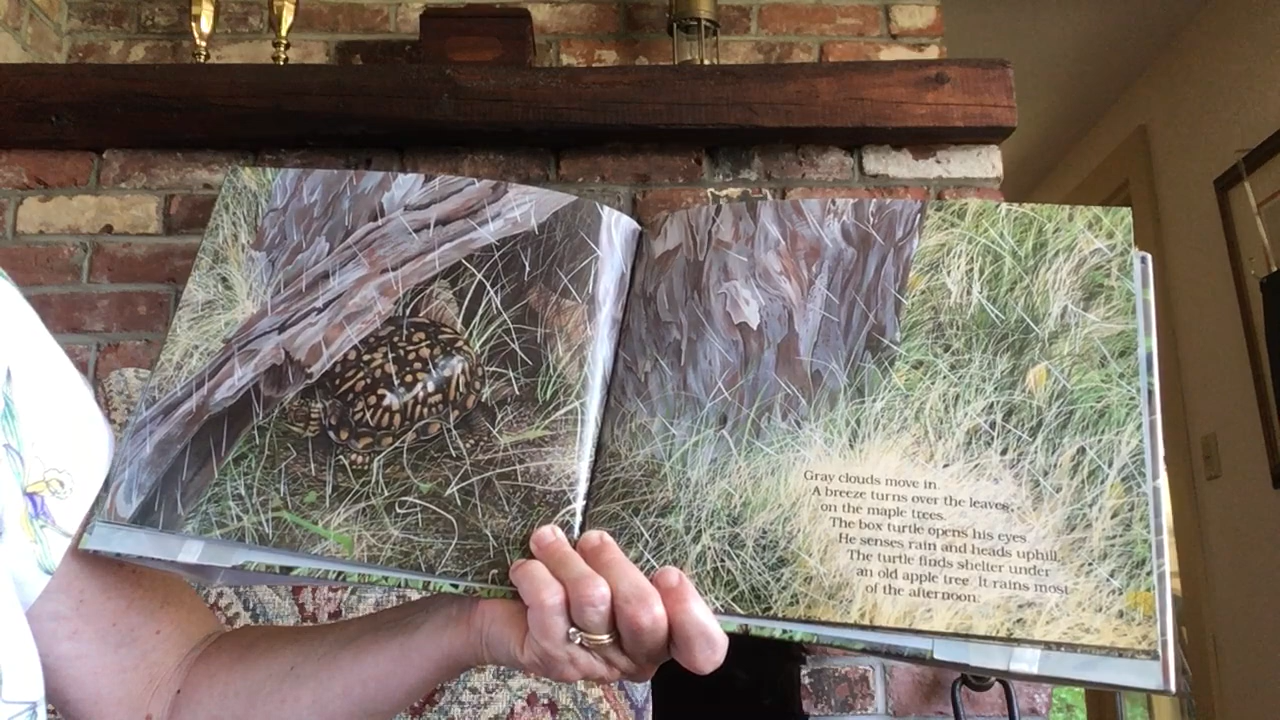 Gray clouds move in.
A breeze turns over the leaves
on the maple trees.
The box turtle opens his eyes.
He senses rain and heads uphill.
The turtle finds shelter under
an old apple tree. It rains most
of the afternoon.